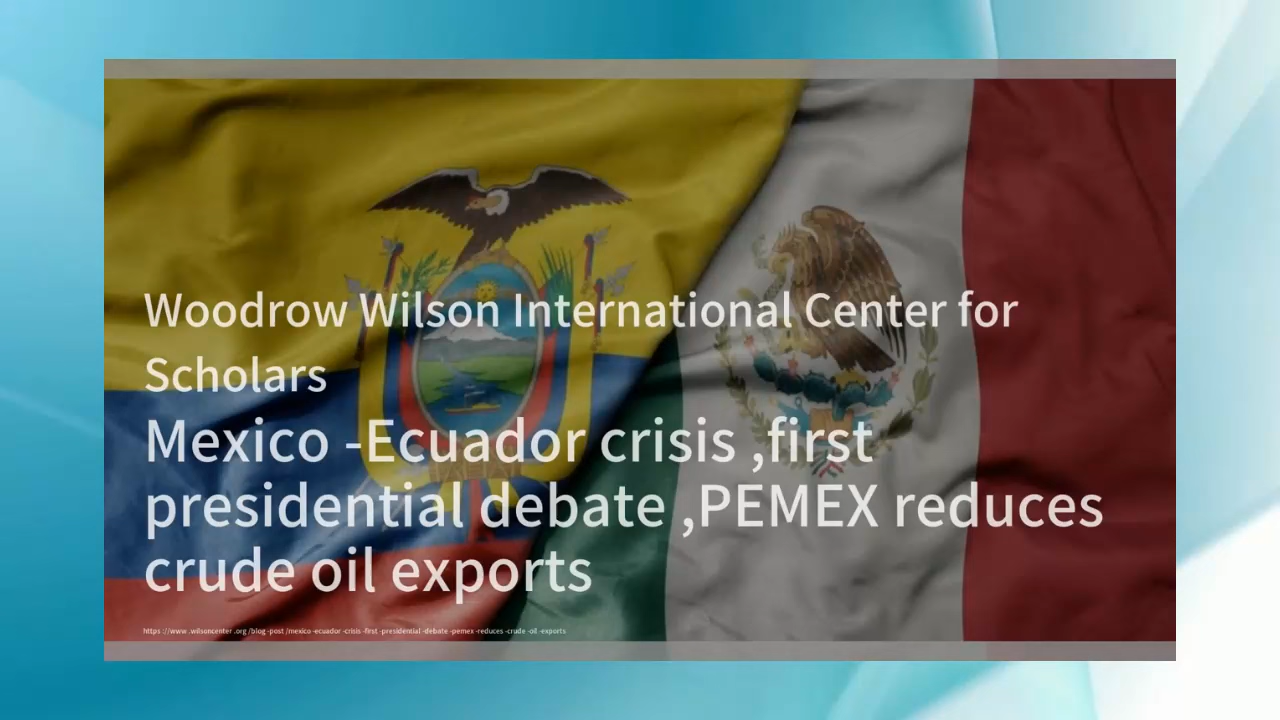 Woodrow Wilson International Center for
Scholars
Mexico -Ecuador crisis ,first
presidential debate ,PEMEX reduces
crude oil exports
https ://www .wilsoncenter .org /blog -post /mexico -ecuador -crisis -first -presidential -debate -pemex -reduces -crude -oil -exports